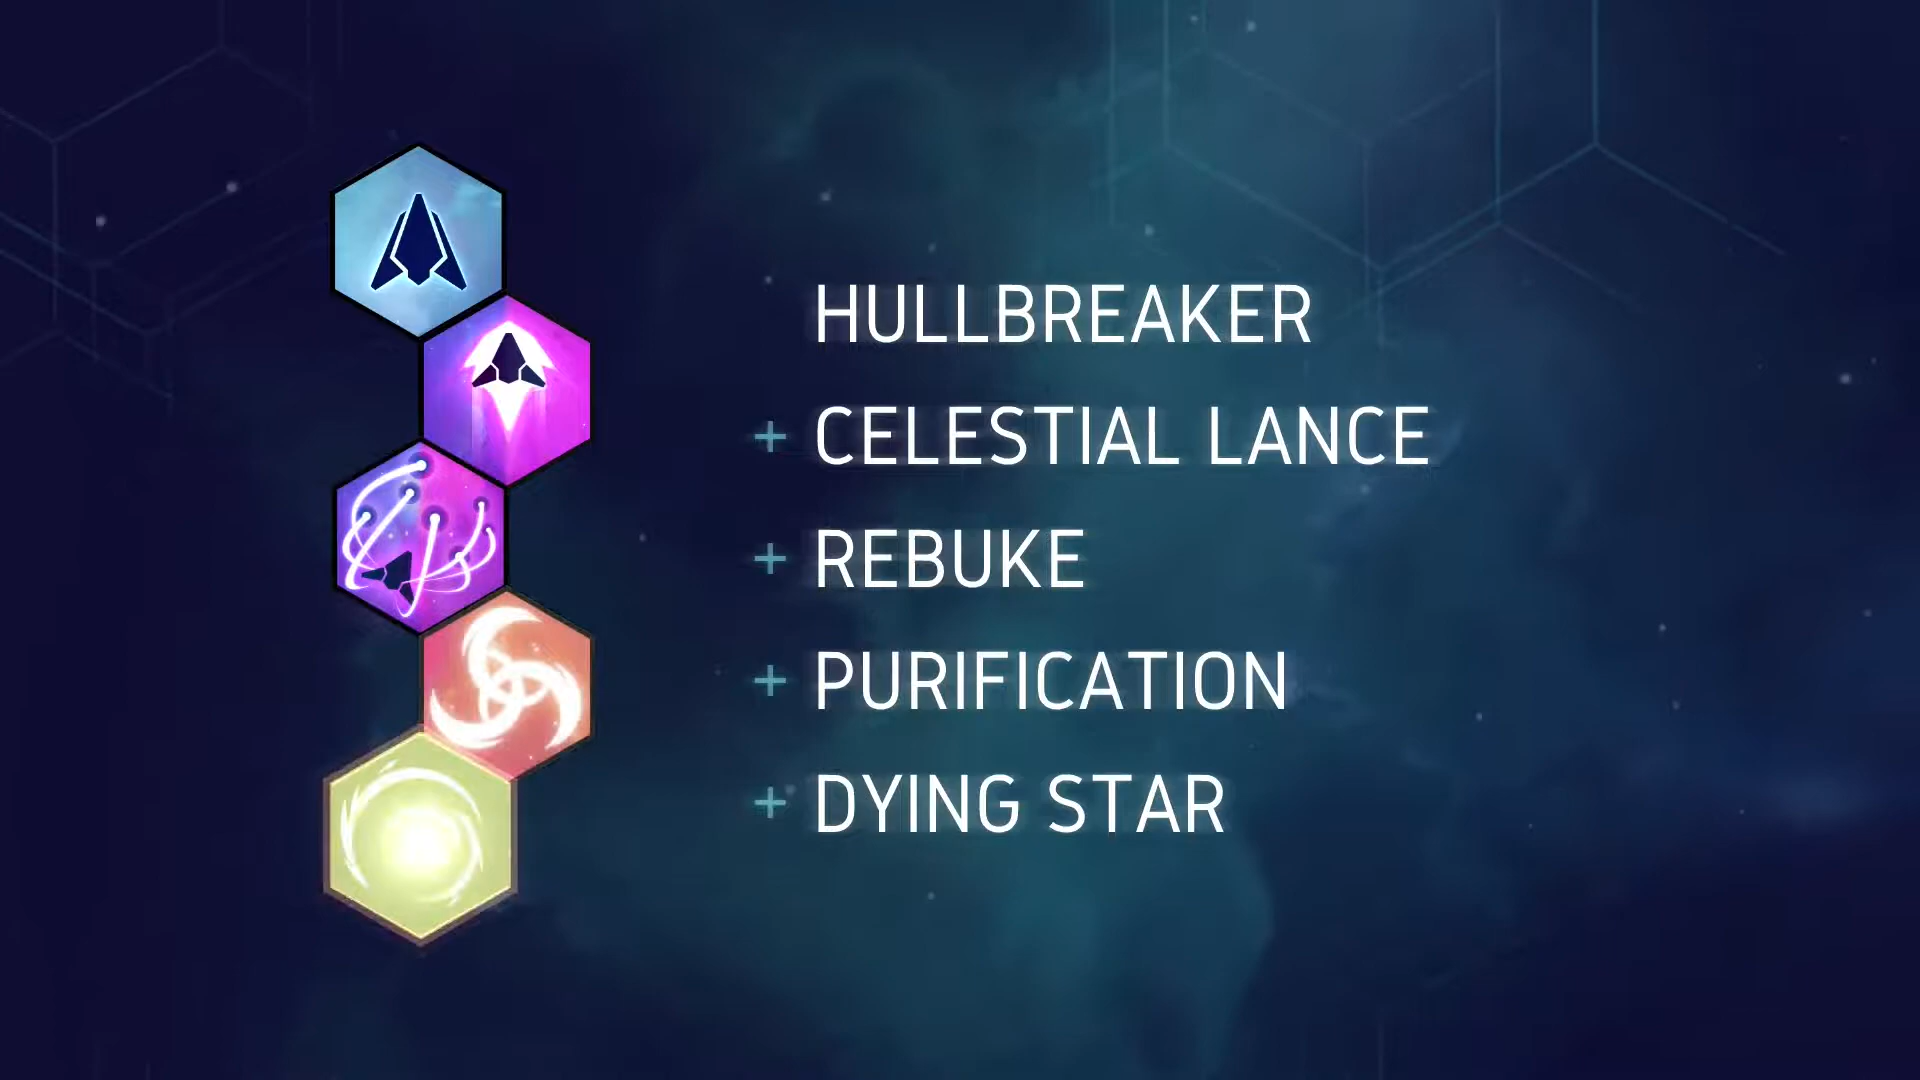 HULLBREAKER
+ CELESTIAL LANCE
+ REBUKE
+ PURIFICATION
+ DYING STAR